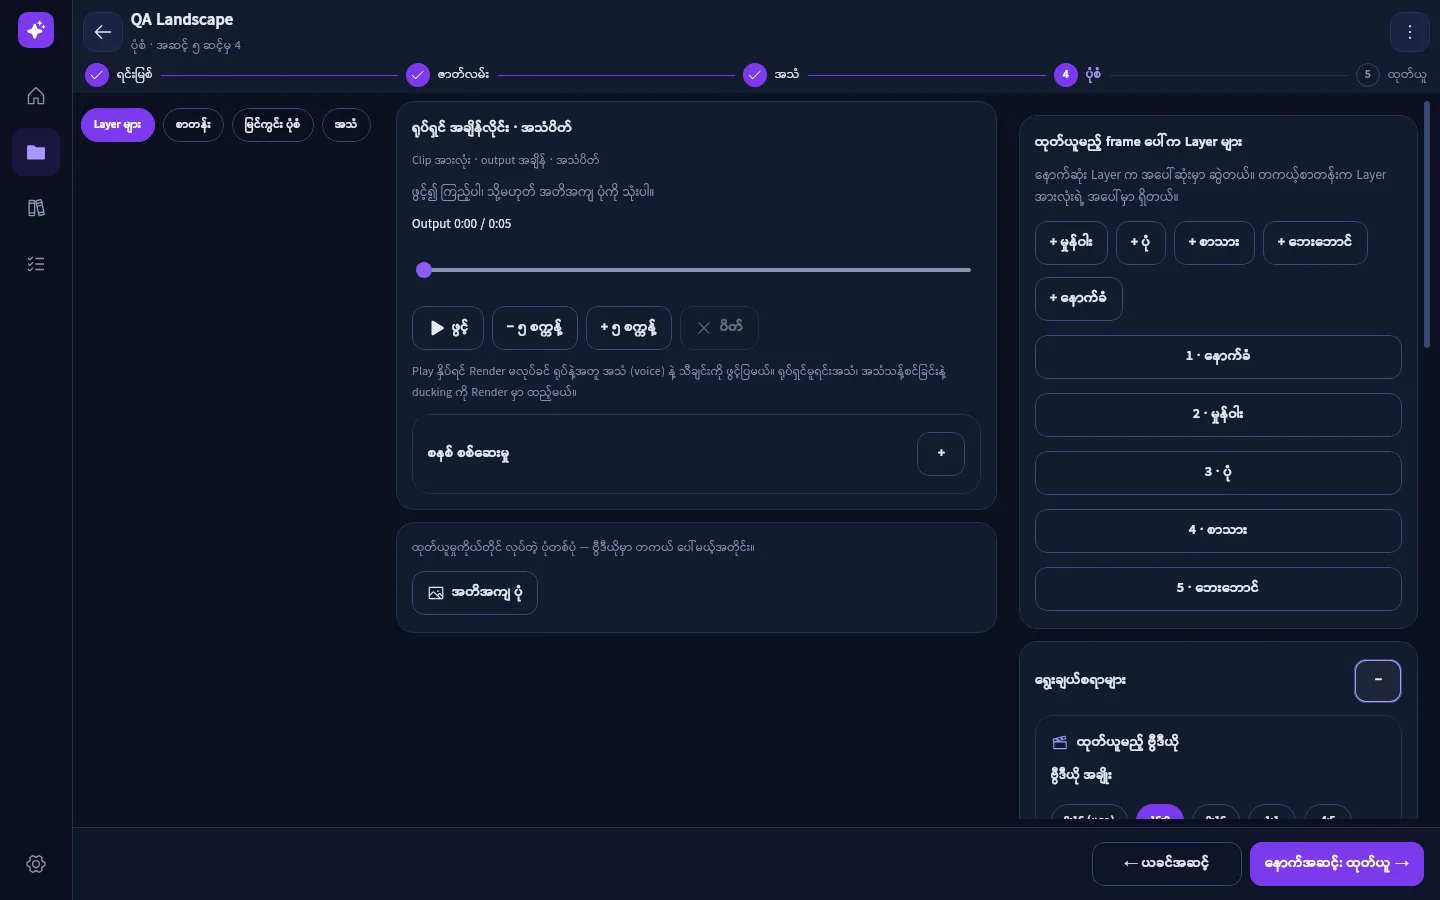 QA Landscape
ပုံစံ · အဆင့် ၅ ဆင့်မှ 4
ရင်းမြစ်
ဇာတ်လမ်း
အသံ
4 ပုံစံ
5 ထုတ်ယူ
Layer များ
စာတန်း
မြင်ကွင်း ပုံစံ
အသံ
ရုပ်ရှင် အချိန်လိုင်း · အသံပိတ်
Clip အားလုံး · output အချိန် · အသံပိတ်
ဖွင့်၍ ကြည့်ပါ၊ သို့မဟုတ် အတိအကျ ပုံကို သုံးပါ။
Output 0:00 / 0:05
ဖွင့်
− ၅ စက္ကန့်
+ ၅ စက္ကန့်
ပိတ်
Play နှိပ်ရင် Render မလုပ်ခင် ရုပ်နဲ့အတူ အသံ (voice) နဲ့ သီချင်းကို ဖွင့်ပြမယ်။ ရုပ်ရှင်မူရင်းအသံ၊ အသံသန့်စင်ခြင်းနဲ့
ducking ကို Render မှာ ထည့်မယ်။
စနစ် စစ်ဆေးမှု
+
ထုတ်ယူမှုကိုယ်တိုင် လုပ်တဲ့ ပုံတစ်ပုံ — ဗွီဒီယိုမှာ တကယ် ပေါ်မယ့်အတိုင်း။
အတိအကျ ပုံ
ထုတ်ယူမည့် frame ပေါ်က Layer များ
နောက်ဆုံး Layer က အပေါ်ဆုံးမှာ ဆွဲတယ်။ တကယ့်စာတန်းက Layer
အားလုံးရဲ့ အပေါ်မှာ ရှိတယ်။
+ မှုန်ဝါး
+ ပုံ
+ စာသား
+ ဘေးဘောင်
+ နောက်ခံ
1 · နောက်ခံ
2 · မှုန်ဝါး
3 · ပုံ
4 · စာသား
5 · ဘေးဘောင်
ရွေးချယ်စရာများ
−
ထုတ်ယူမည့် ဗွီဒီယို
ဗွီဒီယို အချိုး
← ယခင်အဆင့်
နောက်အဆင့်: ထုတ်ယူ →